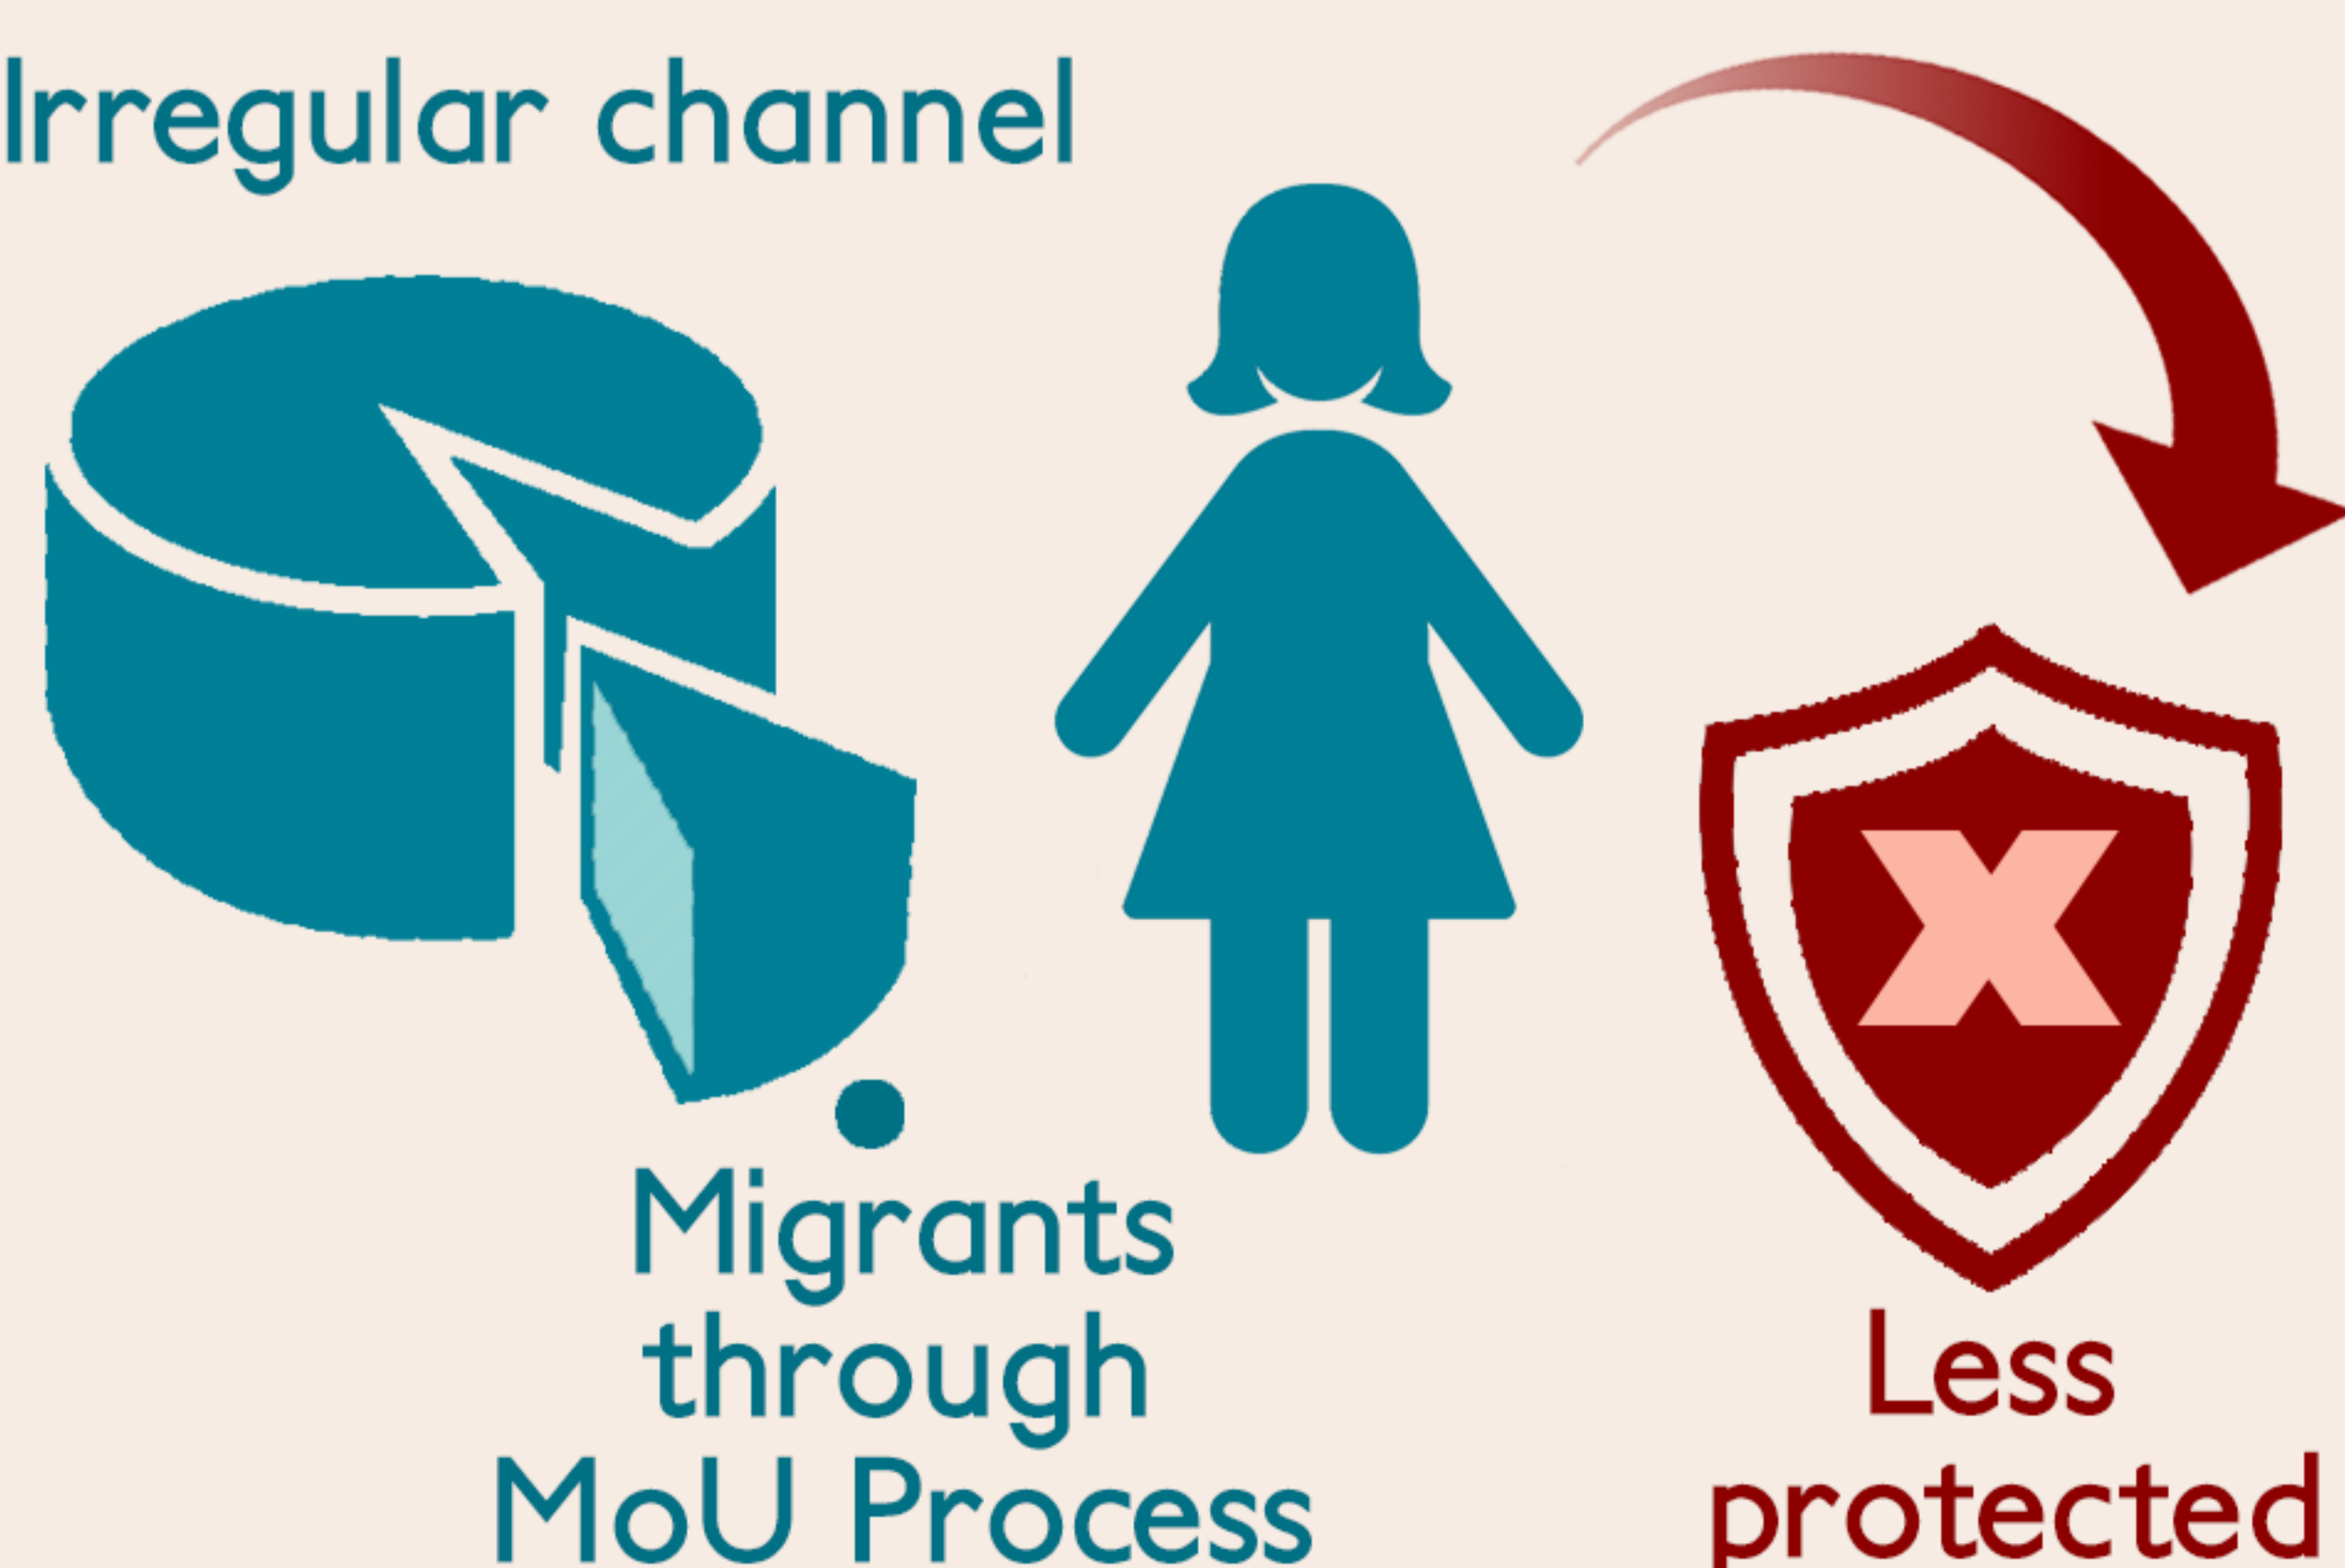 Irregular channel
X
Migrants
through
MoU Process
Less
protected